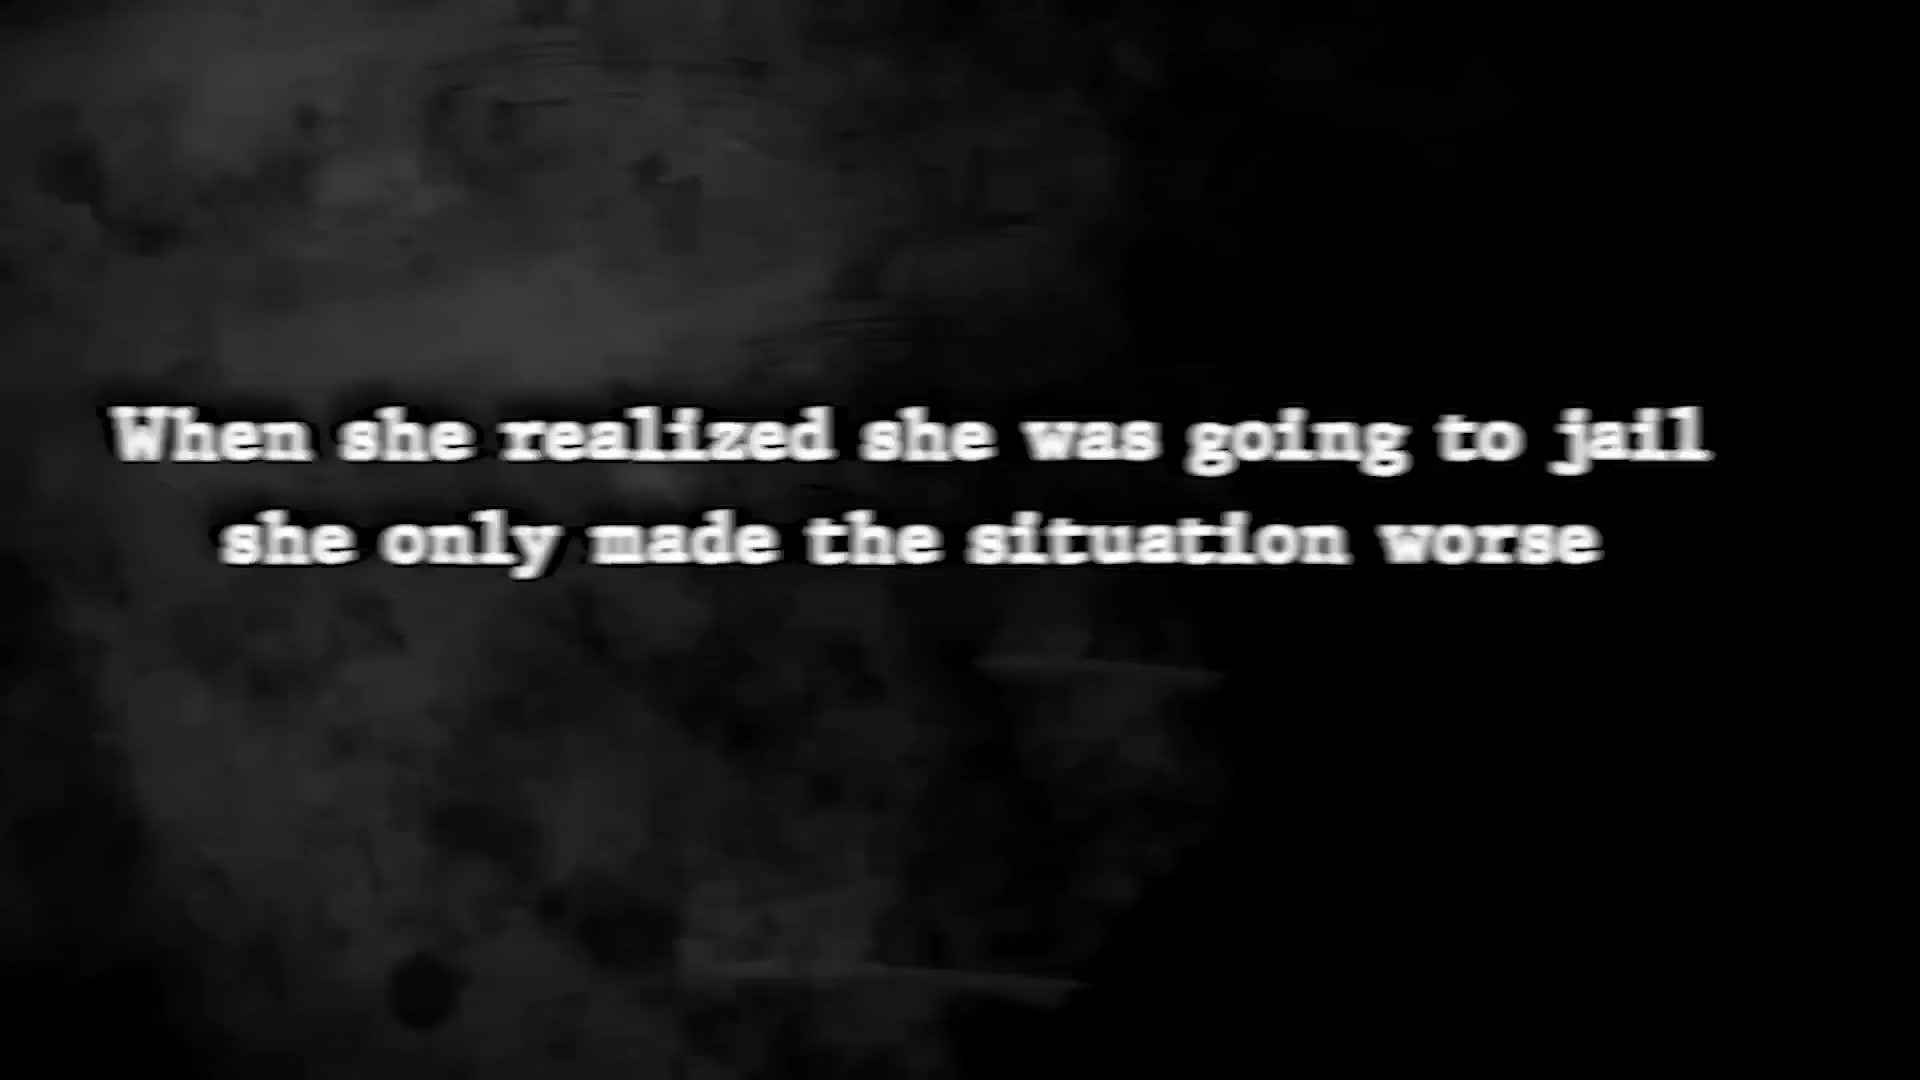 When she realized she was going to jail
she only made the situation worse